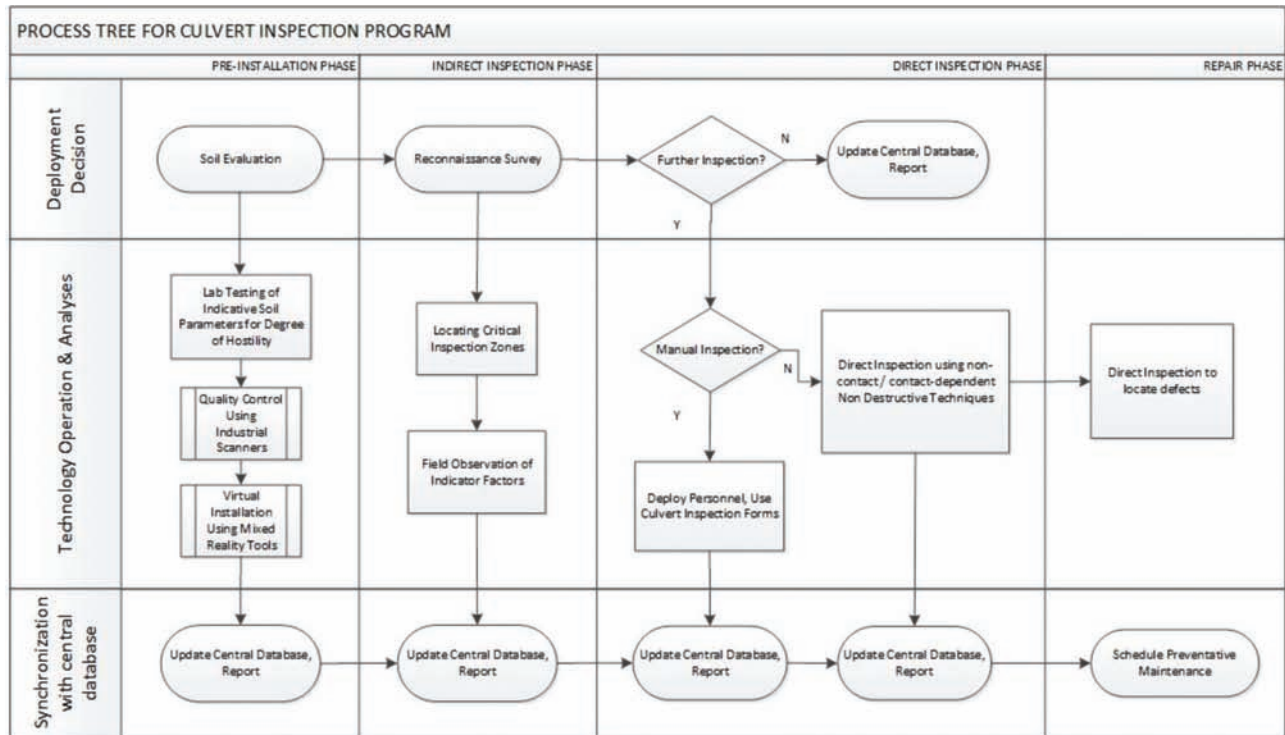 PROCESS TREE FOR CULVERT INSPECTION PROGRAM
PRE-INSTALLATION PHASE
INDIRECT INSPECTION PHASE
DIRECT INSPECTION PHASE
REPAIR PHASE
Deployment
Decision
Soil Evaluation
Reconnaissance Survey
Further Inspection?
N
Update Central Database,
Report
Y
Technology Operation & Analyses
Lab Testing of
Indicative Soil
Parameters for Degree
of Hostility
Quality Control
Using
Industrial
Scanners
Virtual
Installation
Using Mixed
Reality Tools
Locating Critical
Inspection Zones
Field Observation of
Indicator Factors
Manual Inspection?
N
Y
Deploy Personnel, Use
Culvert Inspection Forms
Direct Inspection using non-
contact / contact-dependent
Non Destructive Techniques
Direct Inspection to
locate defects
Synchronization
with central
database
Update Central Database,
Report
Update Central Database,
Report
Update Central Database,
Report
Update Central Database,
Report
Schedule Preventative
Maintenance